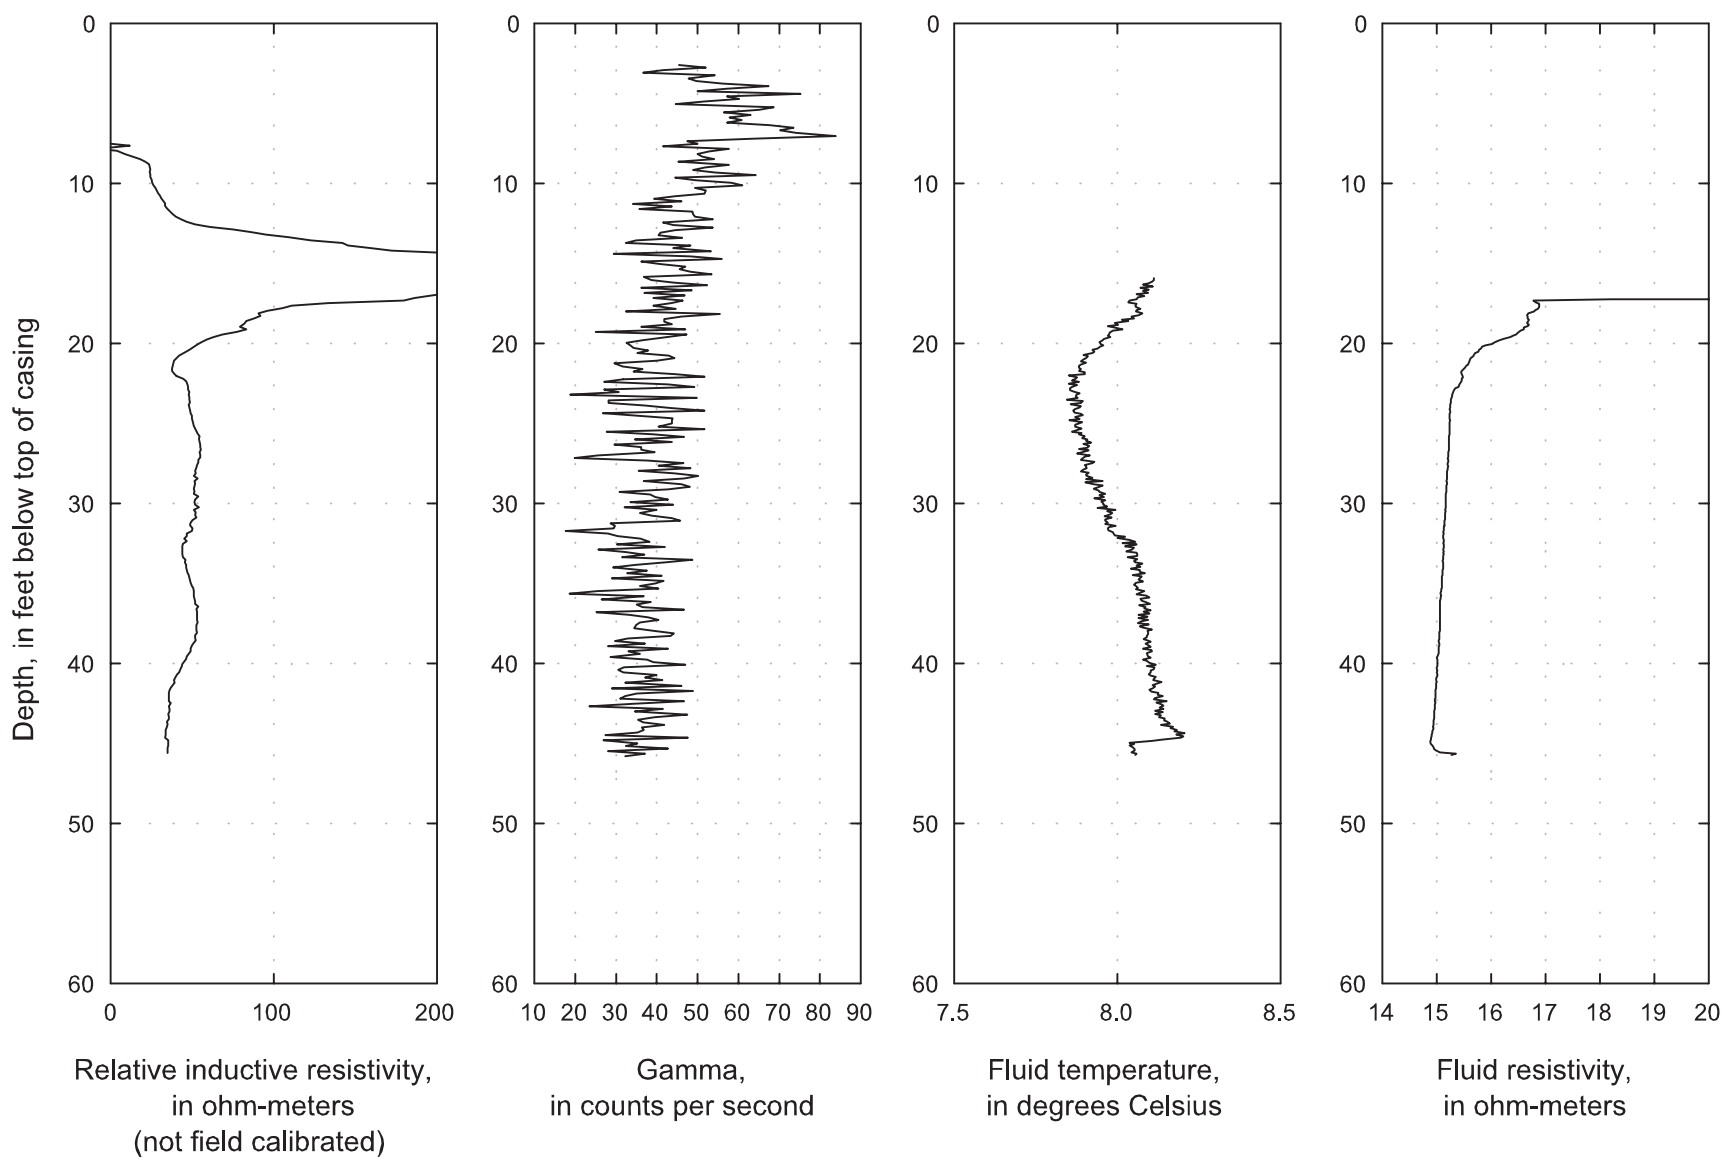 0
10
20
30
40
50
60
0
100
200
0
10
20
30
40
50
60
10 20 30 40 50 60 70 80 90
0
10
20
30
40
50
60
7.5
8.0
8.5
0
10
20
30
40
50
60
14 15 16 17 18 19 20
Depth, in feet below top of casing
Relative inductive resistivity,
in ohm-meters
(not field calibrated)
Gamma,
in counts per second
Fluid temperature,
in degrees Celsius
Fluid resistivity,
in ohm-meters